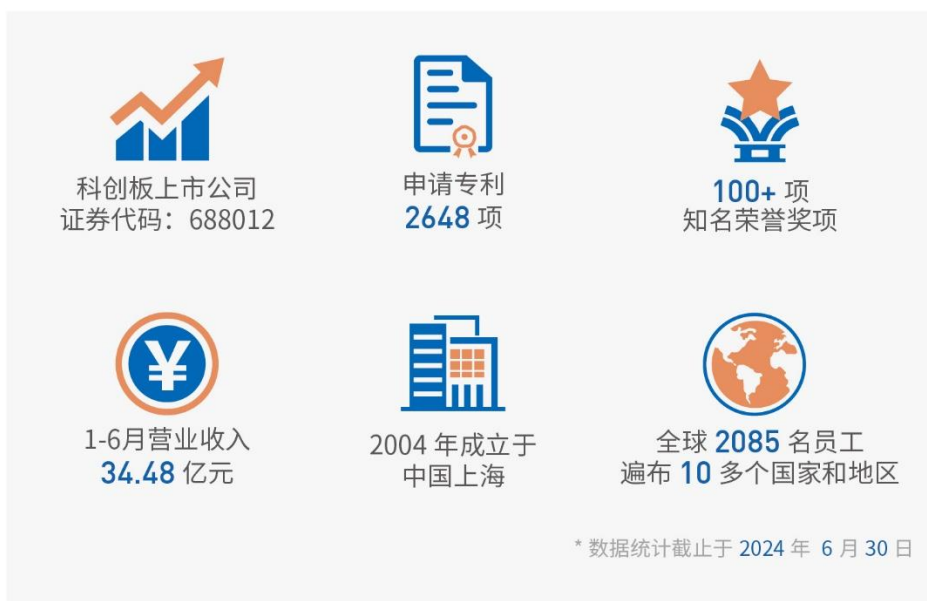 科创板上市公司
证券代码：688012
申请专利
2648 项
100+ 项
知名荣誉奖项
1-6月营业收入
34.48 亿元
2004 年成立于
中国上海
全球 2085 名员工
遍布 10 多个国家和地区
* 数据统计截止于 2024 年 6 月 30 日